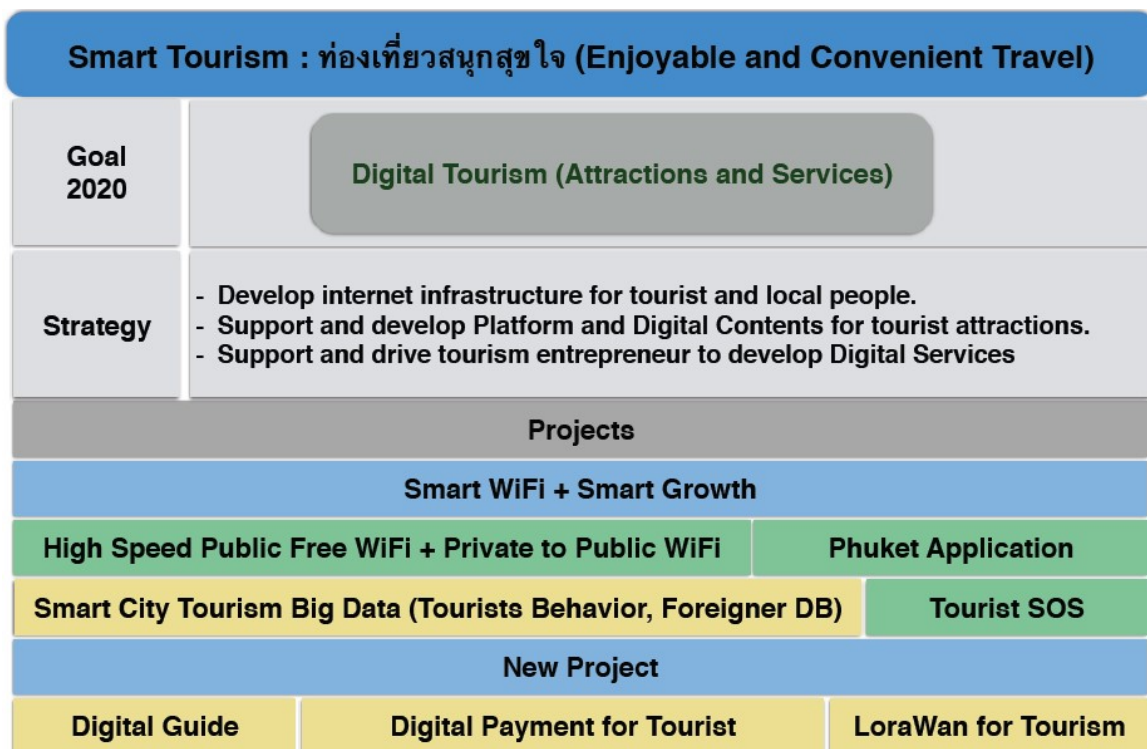 Smart Tourism : ท่องเที่ยวสนุกสุขใจ (Enjoyable and Convenient Travel)
Goal
2020
Digital Tourism (Attractions and Services)
Strategy
- Develop internet infrastructure for tourist and local people.
- Support and develop Platform and Digital Contents for tourist attractions.
- Support and drive tourism entrepreneur to develop Digital Services
Projects
Smart WiFi + Smart Growth
High Speed Public Free WiFi + Private to Public WiFi
Phuket Application
Smart City Tourism Big Data (Tourists Behavior, Foreigner DB)
Tourist SOS
New Project
Digital Guide
Digital Payment for Tourist
LoraWan for Tourism